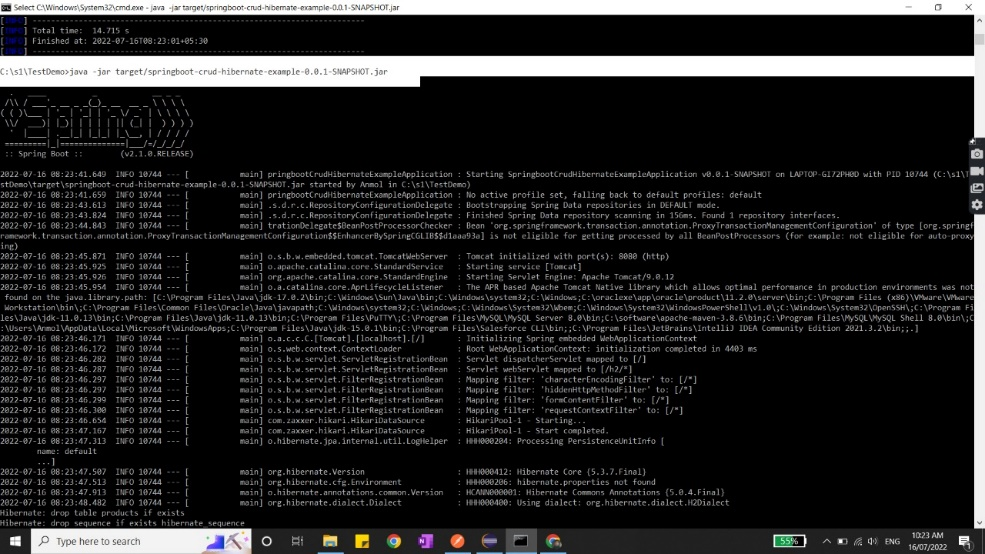 Select C:\Windows\System32\cmd.exe - java -jar target/springboot-crud-hibernate-example-0.0.1-SNAPSHOT.jar
[INFO] ------------------------------------------------------------------------
[INFO] Total time:  14.715 s
[INFO] Finished at: 2022-07-16T08:23:01+05:30
[INFO] ------------------------------------------------------------------------
C:\s1\TestDemo>java -jar target/springboot-crud-hibernate-example-0.0.1-SNAPSHOT.jar
Spring
:: Spring Boot ::        (v2.1.0.RELEASE)
2022-07-16 08:23:41.649  INFO 10744 --- [           main] pringbootCrudHibernateExampleApplication : Starting SpringbootCrudHibernateExampleApplication v0.0.1-SNAPSHOT on LAPTOP-GI72PH0D with PID 10744 (C:\s1\T
stDemo\target\springboot-crud-hibernate-example-0.0.1-SNAPSHOT.jar started by Anmol in C:\s1\TestDemo)
2022-07-16 08:23:41.659  INFO 10744 --- [           main] pringbootCrudHibernateExampleApplication : No active profile set, falling back to default profiles: default
2022-07-16 08:23:43.613  INFO 10744 --- [           main] .s.d.r.c.RepositoryConfigurationDelegate : Bootstrapping Spring Data repositories in DEFAULT mode.
2022-07-16 08:23:43.824  INFO 10744 --- [           main] .s.d.r.c.RepositoryConfigurationDelegate : Finished Spring Data repository scanning in 156ms. Found 1 repository interfaces.
2022-07-16 08:23:44.843  INFO 10744 --- [           main] trationDelegate$BeanPostProcessorChecker : Bean 'org.springframework.transaction.annotation.ProxyTransactionManagementConfiguration' of type [org.springf
ramework.transaction.annotation.ProxyTransactionManagementConfiguration$$EnhancerBySpringCGLIB$$d1aaa93a] is not eligible for getting processed by all BeanPostProcessors (for example: not eligible for auto-proxy
ing)
2022-07-16 08:23:45.871  INFO 10744 --- [           main] o.s.b.w.embedded.tomcat.TomcatWebServer : Tomcat initialized with port(s): 8080 (http)
2022-07-16 08:23:45.925  INFO 10744 --- [           main] o.apache.catalina.core.StandardService : Starting service [Tomcat]
2022-07-16 08:23:45.926  INFO 10744 --- [           main] org.apache.catalina.core.StandardEngine : Starting Servlet Engine: Apache Tomcat/9.0.12
2022-07-16 08:23:45.954  INFO 10744 --- [           main] o.a.catalina.core.AprLifecycleListener : The APR based Apache Tomcat Native library which allows optimal performance in production environments was not
found on the java.library.path: [C:\Program Files\Java\jdk-17.0.2\bin;C:\Windows\Sun\Java\bin;C:\Windows\system32;C:\Windows;C:\oraclexe\app\oracle\product\11.2.0\server\bin;C:\Program Files (x86)\VMware\VMware
Workstation\bin\;C:\Program Files\Common Files\Oracle\Java\javapath;C:\Windows\system32;C:\Windows;C:\Windows\System32\Wbem;C:\Windows\System32\WindowsPowerShell\v1.0\;C:\Windows\System32\OpenSSH\;C:\Program Fi
les\Java\jdk-11.0.13\bin;C:\Program Files\PuTTY\;C:\Program Files\Git\cmd;C:\Program Files\software\apache-maven-3.8.6\bin;C:\Program Files\MySQL\MySQL Shell 8.0\bin\;C
:\Users\Anmol\AppData\Local\Microsoft\WindowsApps;C:\Program Files\Java\jdk-15.0.1\bin;C:\Program Files\Salesforce CLI\bin;;C:\Program Files\JetBrains\IntelliJ IDEA Community Edition 2021.3.2\bin;;.]
2022-07-16 08:23:46.171  INFO 10744 --- [           main] o.a.c.c.C.[Tomcat].[localhost].[/] : Initializing Spring embedded WebApplicationContext
2022-07-16 08:23:46.172  INFO 10744 --- [           main] o.s.web.context.ContextLoader : Root WebApplicationContext: initialization completed in 4403 ms
2022-07-16 08:23:46.282  INFO 10744 --- [           main] o.s.b.w.servlet.ServletRegistrationBean : Servlet dispatcherServlet mapped to [/]
2022-07-16 08:23:46.287  INFO 10744 --- [           main] o.s.b.w.servlet.ServletRegistrationBean : Servlet webServlet mapped to [/h2/*]
2022-07-16 08:23:46.296  INFO 10744 --- [           main] o.s.b.w.servlet.FilterRegistrationBean : Mapping filter: 'characterEncodingFilter' to: [/*]
2022-07-16 08:23:46.297  INFO 10744 --- [           main] o.s.b.w.servlet.FilterRegistrationBean : Mapping filter: 'hiddenHttpMethodFilter' to: [/*]
2022-07-16 08:23:46.299  INFO 10744 --- [           main] o.s.b.w.servlet.FilterRegistrationBean : Mapping filter: 'formContentFilter' to: [/*]
2022-07-16 08:23:46.300  INFO 10744 --- [           main] o.s.b.w.servlet.FilterRegistrationBean : Mapping filter: 'requestContextFilter' to: [/*]
2022-07-16 08:23:46.654  INFO 10744 --- [           main] com.zaxxer.hikari.HikariDataSource : HikariPool-1 - Starting...
2022-07-16 08:23:47.167  INFO 10744 --- [           main] com.zaxxer.hikari.HikariDataSource : HikariPool-1 - Start completed.
2022-07-16 08:23:47.313  INFO 10744 --- [           main] o.hibernate.jpa.internal.util.LogHelper : HHH000204: Processing PersistenceUnitInfo [
name: default
...]
2022-07-16 08:23:47.507  INFO 10744 --- [           main] org.hibernate.Version : HHH000412: Hibernate Core {5.3.7.Final}
2022-07-16 08:23:47.513  INFO 10744 --- [           main] org.hibernate.cfg.Environment : HHH000206: hibernate.properties not found
2022-07-16 08:23:47.913  INFO 10744 --- [           main] o.hibernate.annotations.common.Version : HCANN000001: Hibernate Commons Annotations {5.0.4.Final}
2022-07-16 08:23:48.482  INFO 10744 --- [           main] org.hibernate.dialect.Dialect : HHH000400: Using dialect: org.hibernate.dialect.H2Dialect
Hibernate: drop table products if exists
Hibernate: drop sequence if exists hibernate_sequence
Type here to search
55%
10:23 AM
16/07/2022